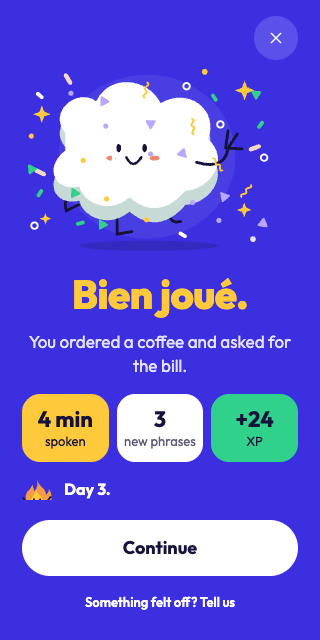 Bien joué.
You ordered a coffee and asked for
the bill.
4 min
spoken
3
new phrases
+24
XP
Day 3.
Continue
Something felt off? Tell us